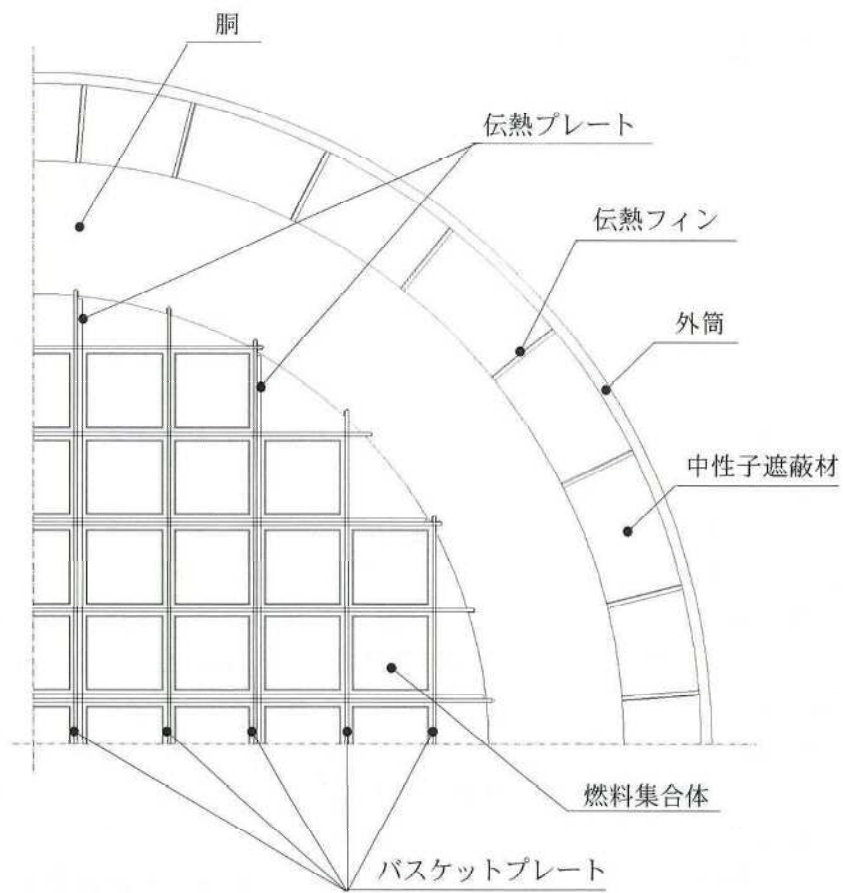 胴
伝熱プレート
伝熱フィン
外筒
中性子遮蔽材
燃料集合体
バスケットプレート